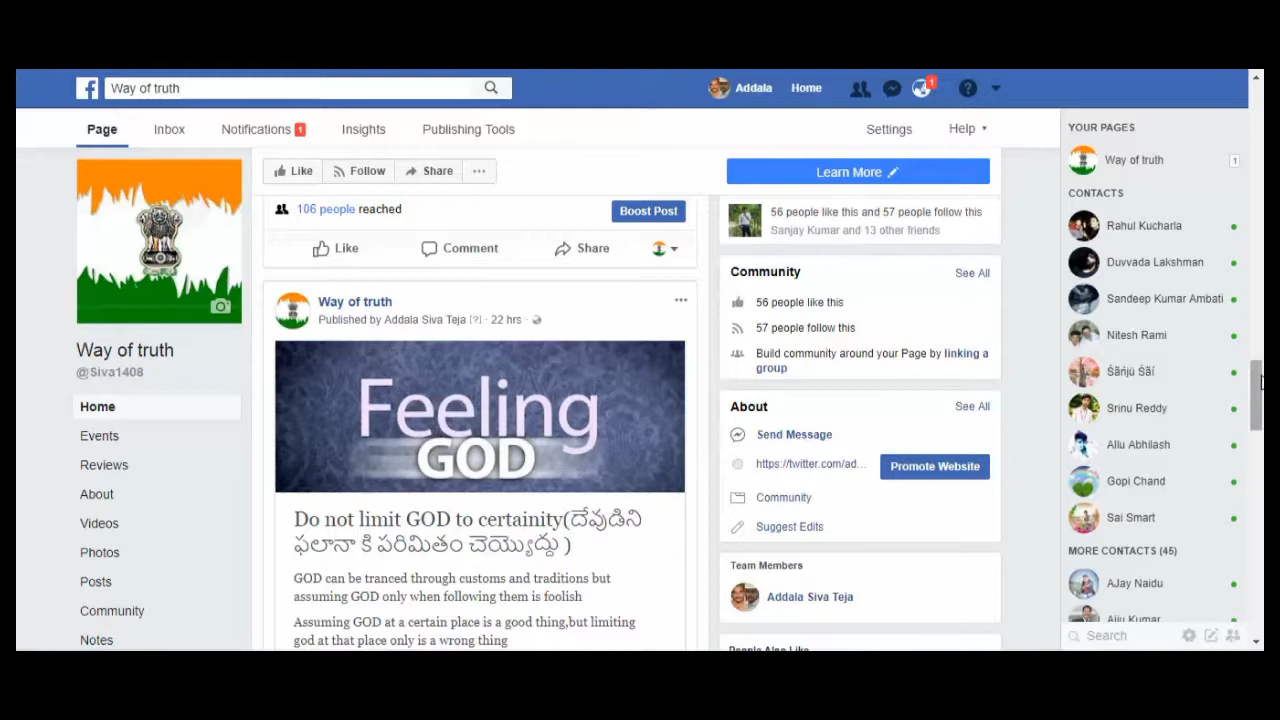 Way of truth
Addala
Home
1
Page
Inbox
Notifications 1
Insights
Publishing Tools
Settings
Help
Like
Follow
Share
Learn More
106 people reached
Boost Post
Like
Comment
Share
Way of truth
Published by Addala Siva Teja [?] · 22 hrs ·
Feeling
GOD
Do not limit GOD to certainity(దేవుడిని
ఫలానా కి పరిమితం చెయ్యొద్దు )
GOD can be tranced through customs and traditions but
assuming GOD only when following them is foolish
Assuming GOD at a certain place is a good thing,but limiting
god at that place only is a wrong thing
Way of truth
@Siva1408
Home
Events
Reviews
About
Videos
Photos
Posts
Community
Notes
56 people like this and 57 people follow this
Sanjay Kumar and 13 other friends
Community
See All
56 people like this
57 people follow this
Build community around your Page by linking a
group
About
See All
Send Message
https://twitter.com/ad...
Promote Website
Community
Suggest Edits
Team Members
Addala Siva Teja
People Also Like
YOUR PAGES
Way of truth
1
CONTACTS
Rahul Kucharla
Duvvada Lakshman
Sandeep Kumar Ambati
Nitesh Rami
Srinu Reddy
Allu Abhilash
Gopi Chand
Sai Smart
MORE CONTACTS (45)
AJay Naidu
Ajju Kumar
Search